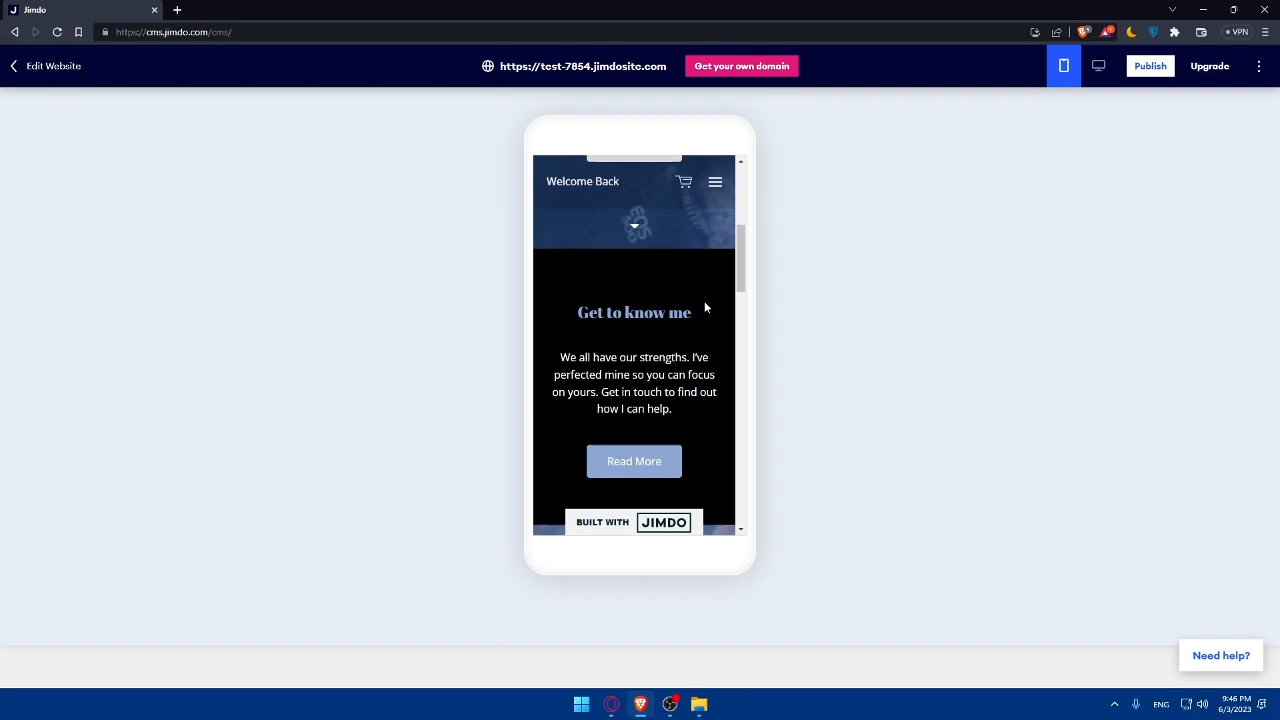 Jimdo
https://cms.jimdo.com/cms/
VPN
Edit Website
https://test-7854.jimdosite.com
Get your own domain
Publish
Upgrade
Welcome Back
EOS
Get to know me
We all have our strengths. I've
perfected mine so you can focus
on yours. Get in touch to find out
how I can help.
Read More
BUILT WITH JIMDO
Need help?
ENG
9:46 PM
6/3/2023